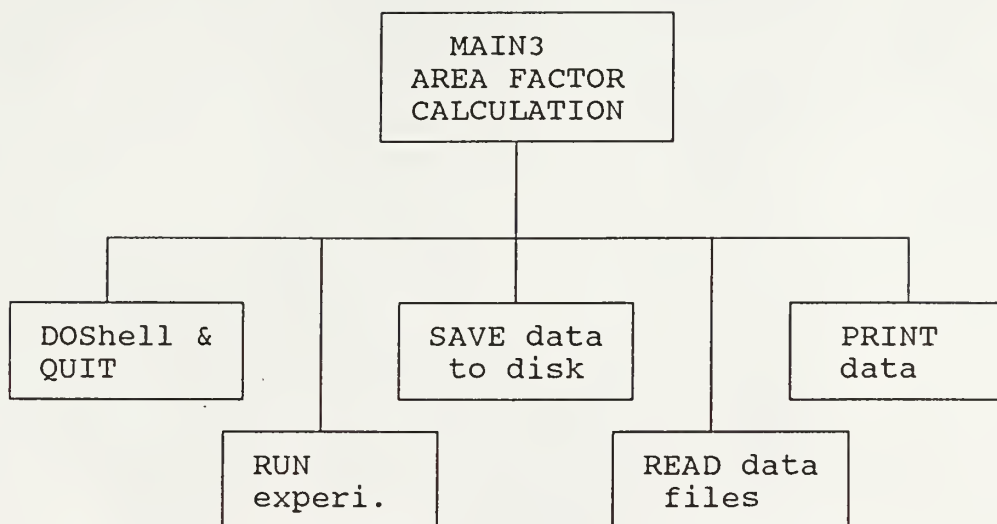 MAIN3
AREA FACTOR
CALCULATION
DOShell &
QUIT
SAVE data
to disk
PRINT
data
RUN
experi.
READ data
files